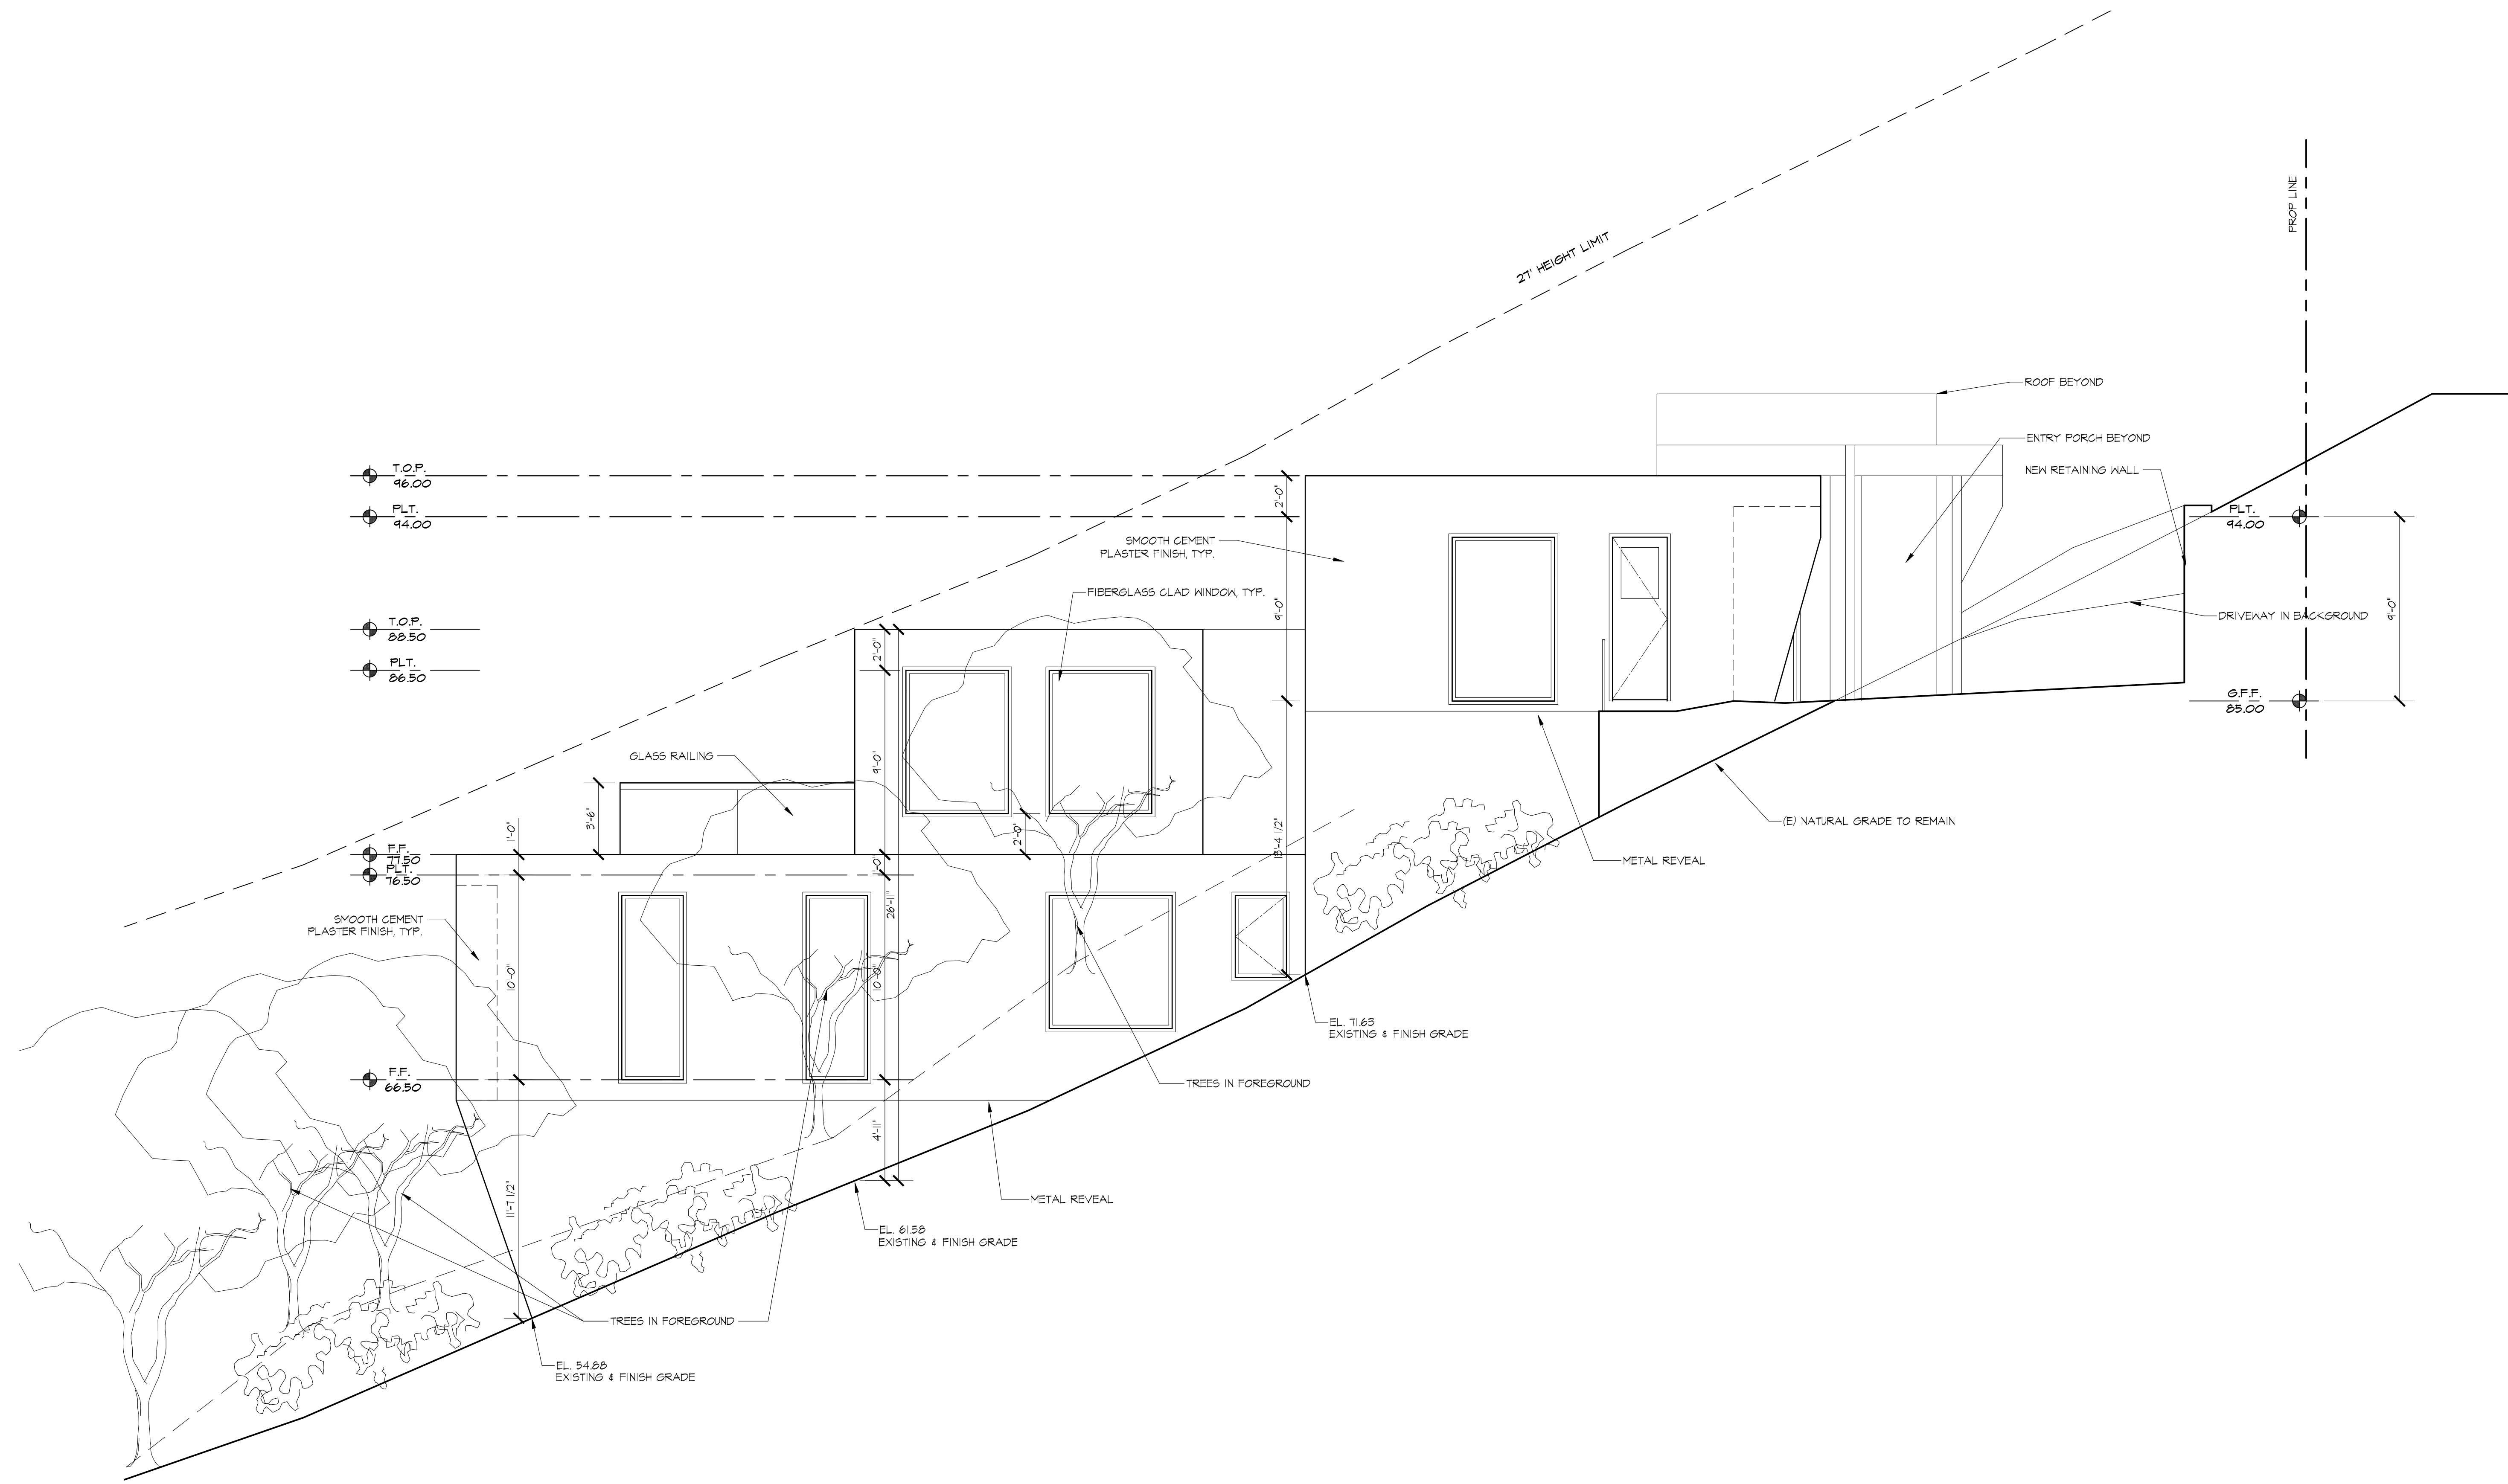 PROP LINE
27' HEIGHT LIMIT
ROOF BEYOND
ENTRY PORCH BEYOND
NEW RETAINING WALL
T.O.P.
96.00
PLT.
94.00
2'-0"
PLT.
94.00
SMOOTH CEMENT
PLASTER FINISH, TYP.
FIBERGLASS CLAD WINDOW, TYP.
9'-0"
9'-0"
DRIVEWAY IN BACKGROUND
T.O.P.
88.50
PLT.
86.50
2'-0"
G.F.F.
85.00
GLASS RAILING
9'-0"
3'-6"
1'-0"
2'-0"
13'-4 1/2"
(E) NATURAL GRADE TO REMAIN
METAL REVEAL
F.F.
77.50
PLT.
76.50
1'-0"
26'-11"
SMOOTH CEMENT
PLASTER FINISH, TYP.
10'-0"
10'-0"
EL. 71.63
EXISTING & FINISH GRADE
F.F.
66.50
TREES IN FOREGROUND
4'-11"
11'-7 1/2"
METAL REVEAL
EL. 61.58
EXISTING & FINISH GRADE
TREES IN FOREGROUND
EL. 54.88
EXISTING & FINISH GRADE